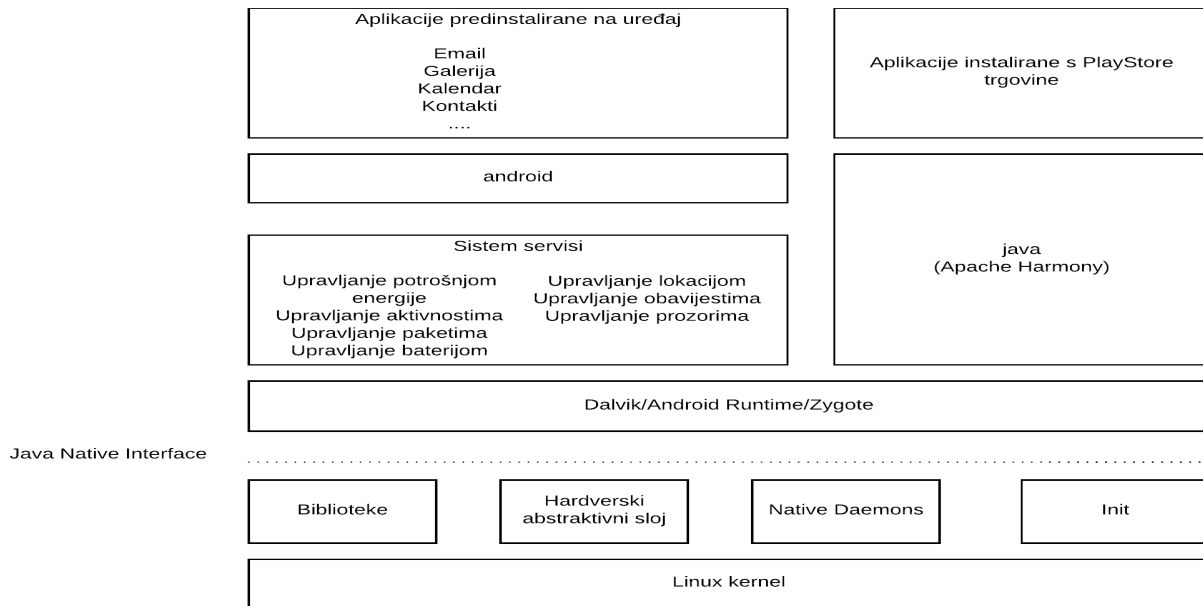 Aplikacije predinstalirane na uređaj
Email
Galerija
Kalendar
Kontakti
....
Aplikacije instalirane s PlayStore
trgovine
android
java
(Apache Harmony)
Sistem servisi
Upravljanje potrošnjom
energije
Upravljanje aktivnostima
Upravljanje paketima
Upravljanje baterijom
Upravljanje lokacijom
Upravljanje obavijestima
Upravljanje prozorima
Dalvik/Android Runtime/Zygote
Java Native Interface
Biblioteke
Hardverski
abstraktivni sloj
Native Daemons
Init
Linux kernel